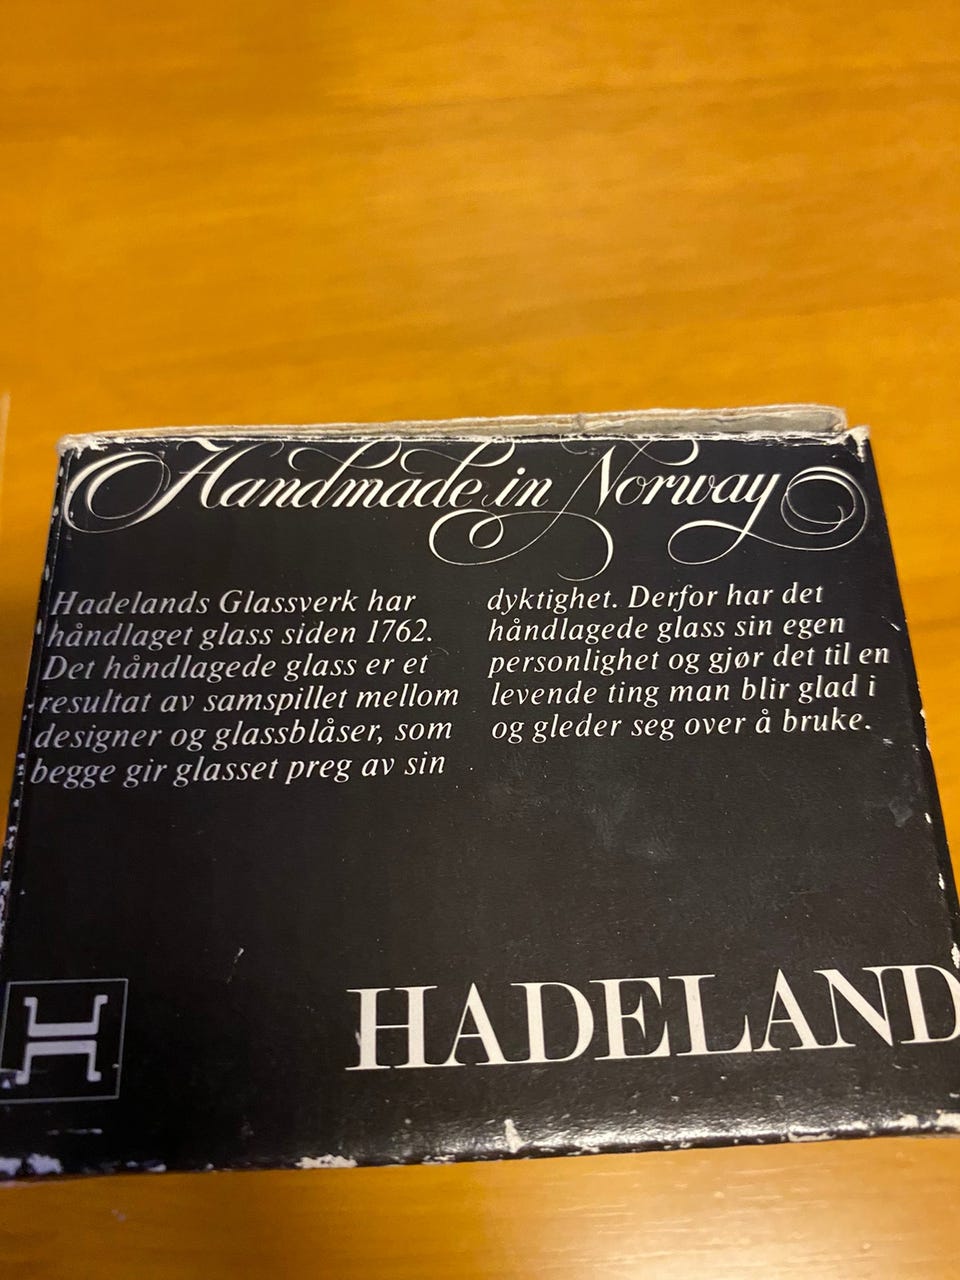 Handmade in Norway
Hadelands Glassverk har
håndlaget glass siden 1762.
Det håndlagede glass er et
resultat av samspillet mellom
designer og glassblåser, som
begge gir glasset preg av sin
dyktighet. Derfor har det
håndlagede glass sin egen
personlighet og gjør det til en
levende ting man blir glad i
og gleder seg over å bruke.
HADELAND